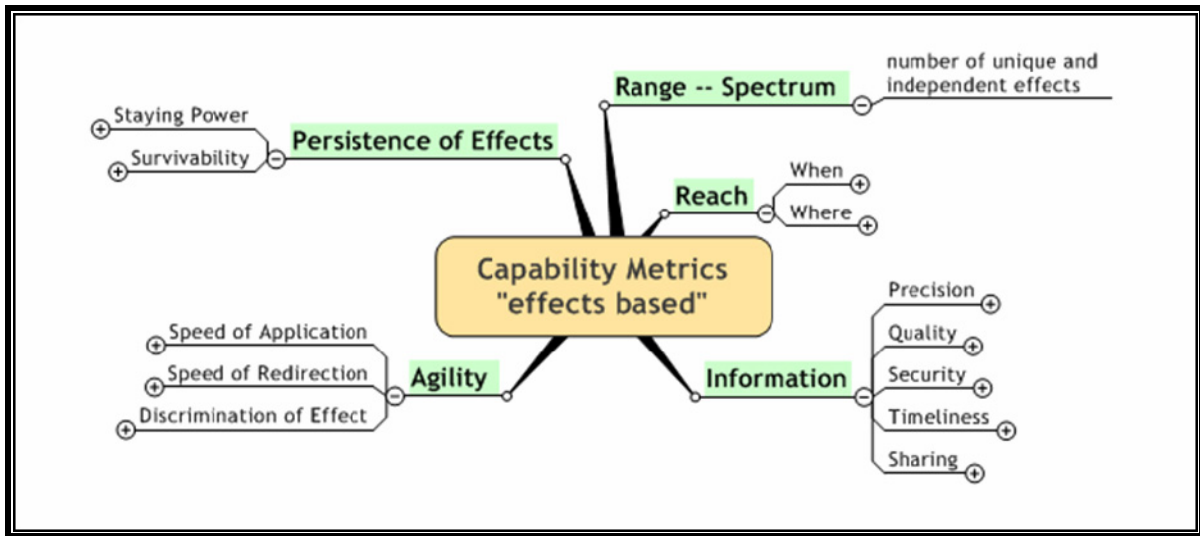 Capability Metrics
"effects based"
Range -- Spectrum
number of unique and
independent effects
Reach
When
Where
Information
Precision
Quality
Security
Timeliness
Sharing
Agility
Speed of Application
Speed of Redirection
Discrimination of Effect
Persistence of Effects
Staying Power
Survivability